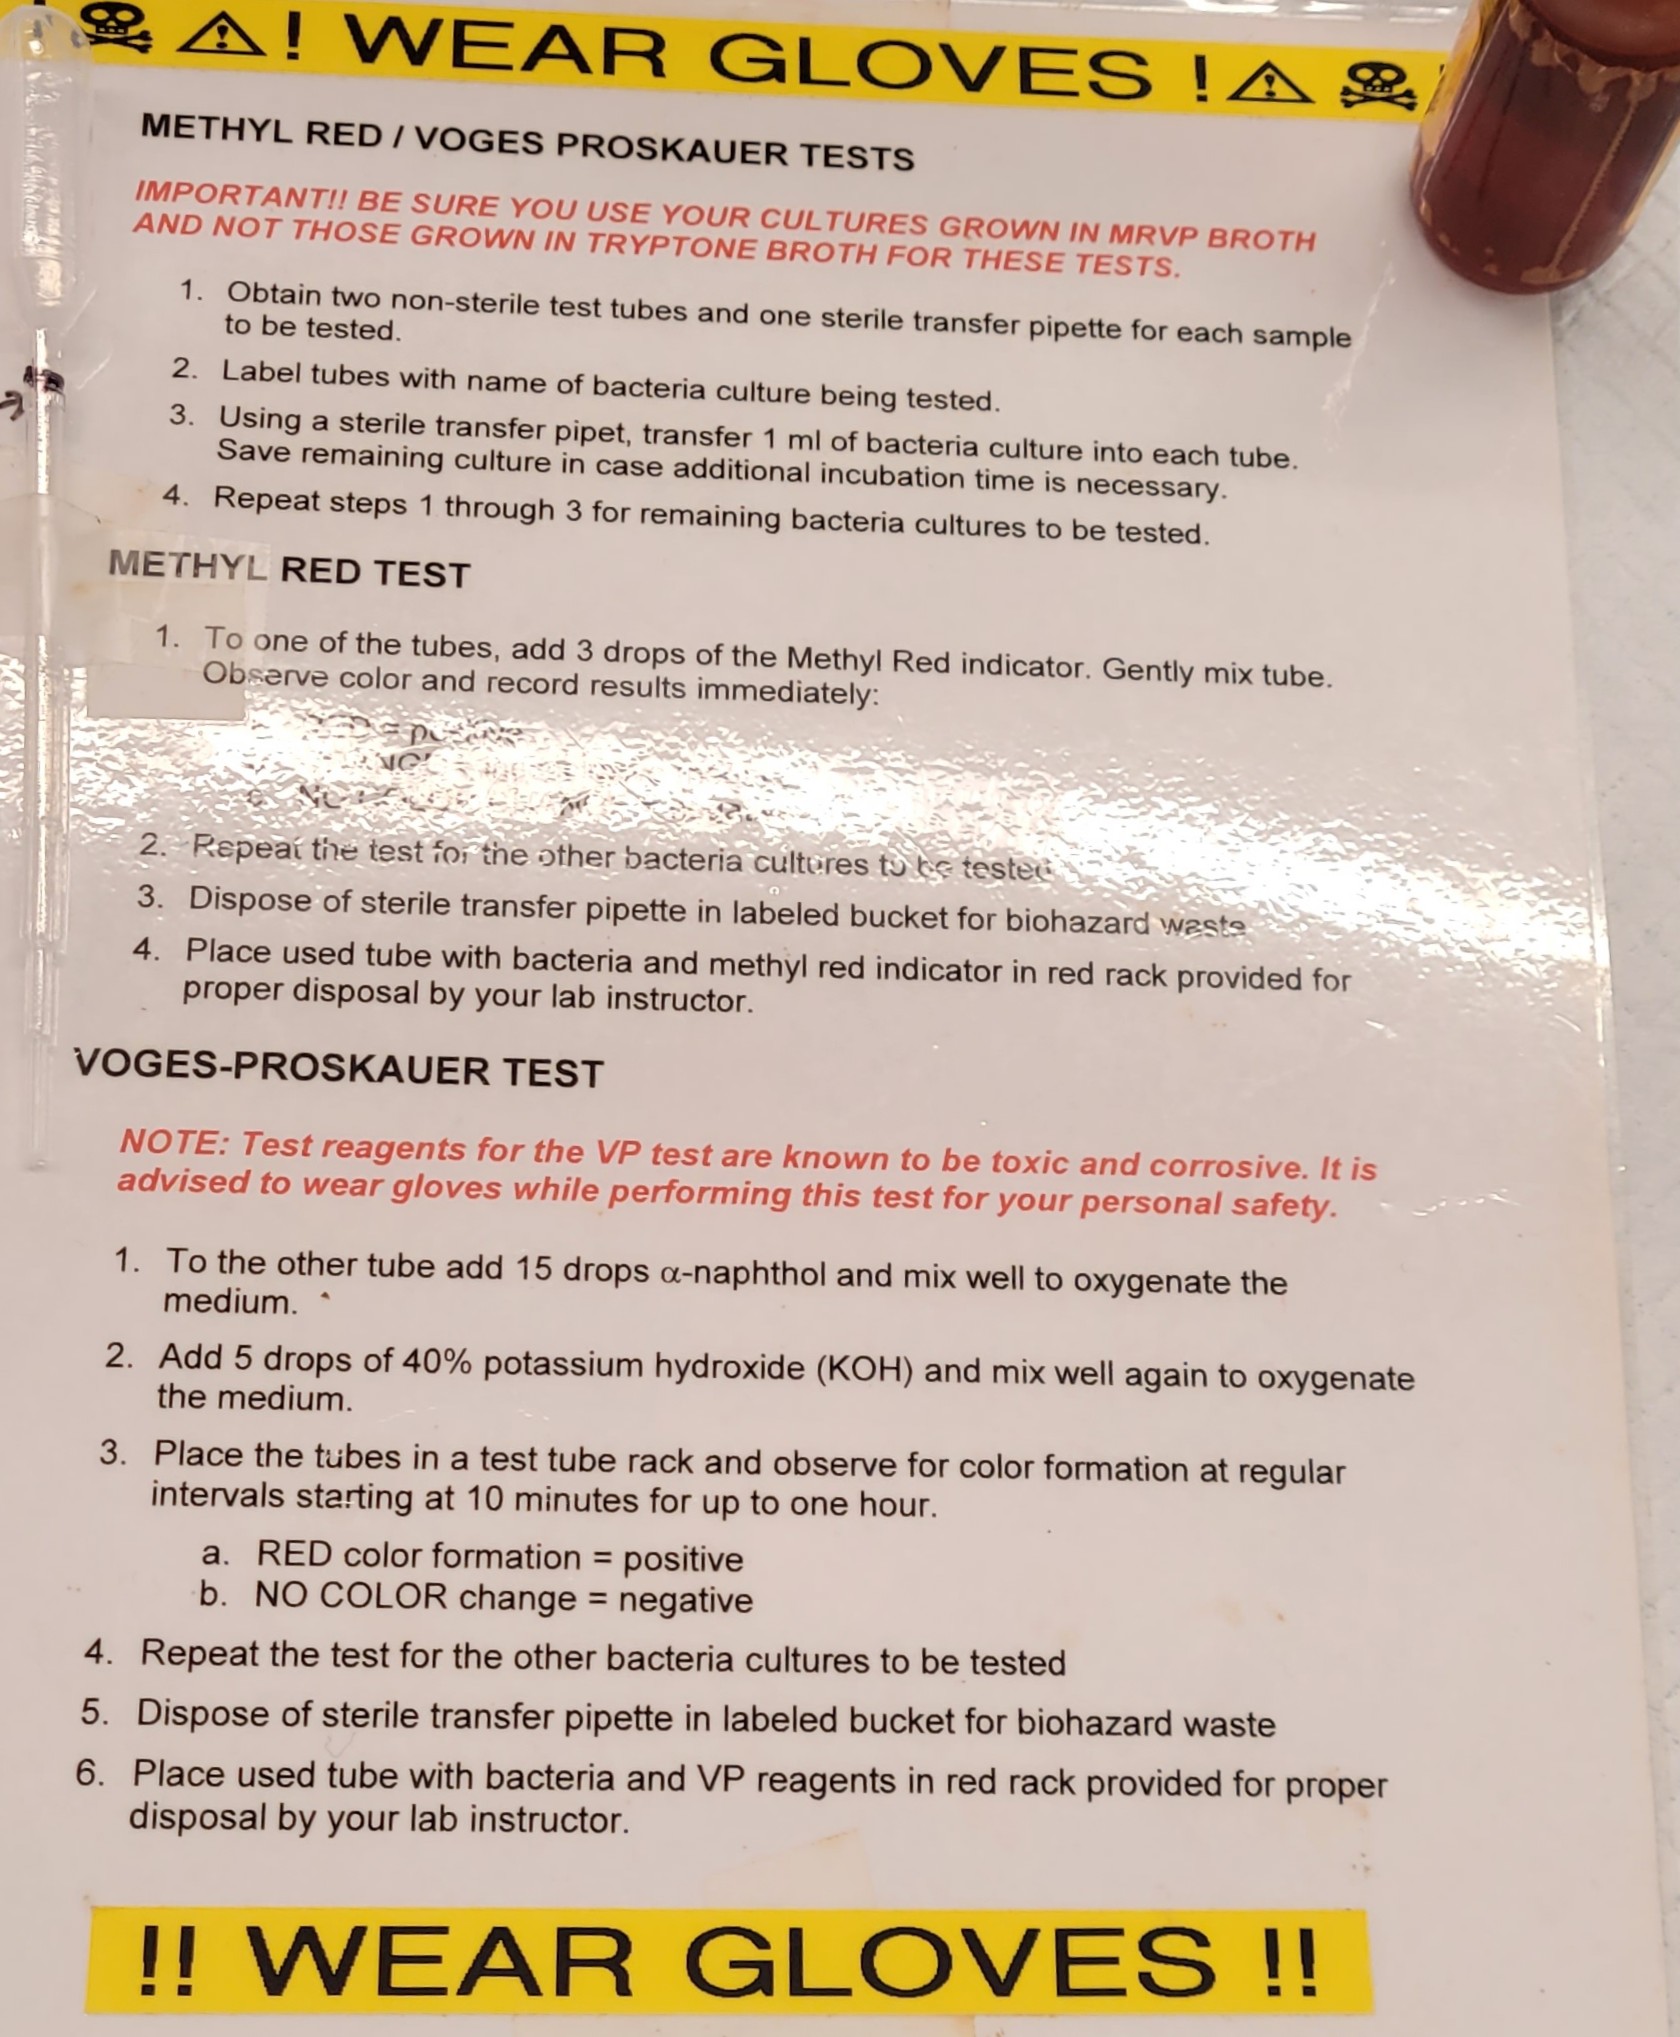 ! WEAR GLOVES !
METHYL RED / VOGES PROSKAUER TESTS
IMPORTANT!! BE SURE YOU USE YOUR CULTURES GROWN IN MRVP BROTH
AND NOT THOSE GROWN IN TRYPTONE BROTH FOR THESE TESTS.
1. Obtain two non-sterile test tubes and one sterile transfer pipette for each sample
to be tested.
2. Label tubes with name of bacteria culture being tested.
3. Using a sterile transfer pipet, transfer 1 ml of bacteria culture into each tube.
Save remaining culture in case additional incubation time is necessary.
4. Repeat steps 1 through 3 for remaining bacteria cultures to be tested.
METHYL RED TEST
1. To one of the tubes, add 3 drops of the Methyl Red indicator. Gently mix tube.
Observe color and record results immediately:
= positive
2. Repeat the test for the other bacteria cultures to be tested
3. Dispose of sterile transfer pipette in labeled bucket for biohazard waste
4. Place used tube with bacteria and methyl red indicator in red rack provided for
proper disposal by your lab instructor.
VOGES-PROSKAUER TEST
NOTE: Test reagents for the VP test are known to be toxic and corrosive. It is
advised to wear gloves while performing this test for your personal safety.
1. To the other tube add 15 drops α-naphthol and mix well to oxygenate the
medium.
2. Add 5 drops of 40% potassium hydroxide (KOH) and mix well again to oxygenate
the medium.
3. Place the tubes in a test tube rack and observe for color formation at regular
intervals starting at 10 minutes for up to one hour.
a. RED color formation = positive
b. NO COLOR change = negative
4. Repeat the test for the other bacteria cultures to be tested
5. Dispose of sterile transfer pipette in labeled bucket for biohazard waste
6. Place used tube with bacteria and VP reagents in red rack provided for proper
disposal by your lab instructor.
!! WEAR GLOVES !!